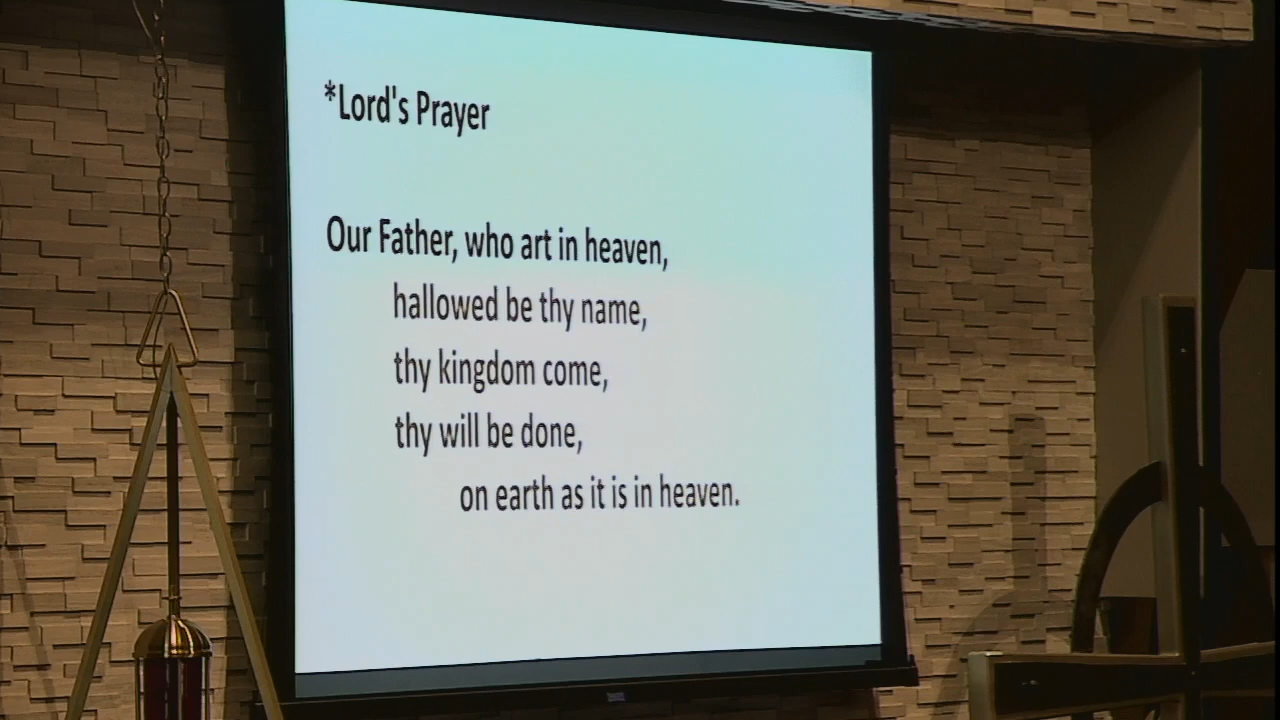 *Lord's Prayer
Our Father, who art in heaven,
hallowed be thy name,
thy kingdom come,
thy will be done,
on earth as it is in heaven.